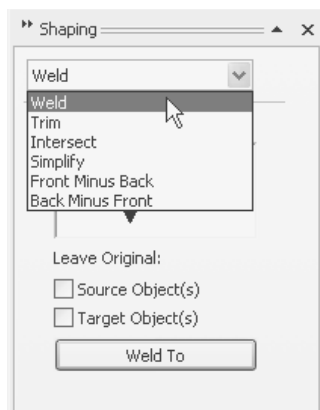 Shaping
Weld
Weld
Trim
Intersect
Simplify
Front Minus Back
Back Minus Front
Leave Original:
Source Object(s)
Target Object(s)
Weld To